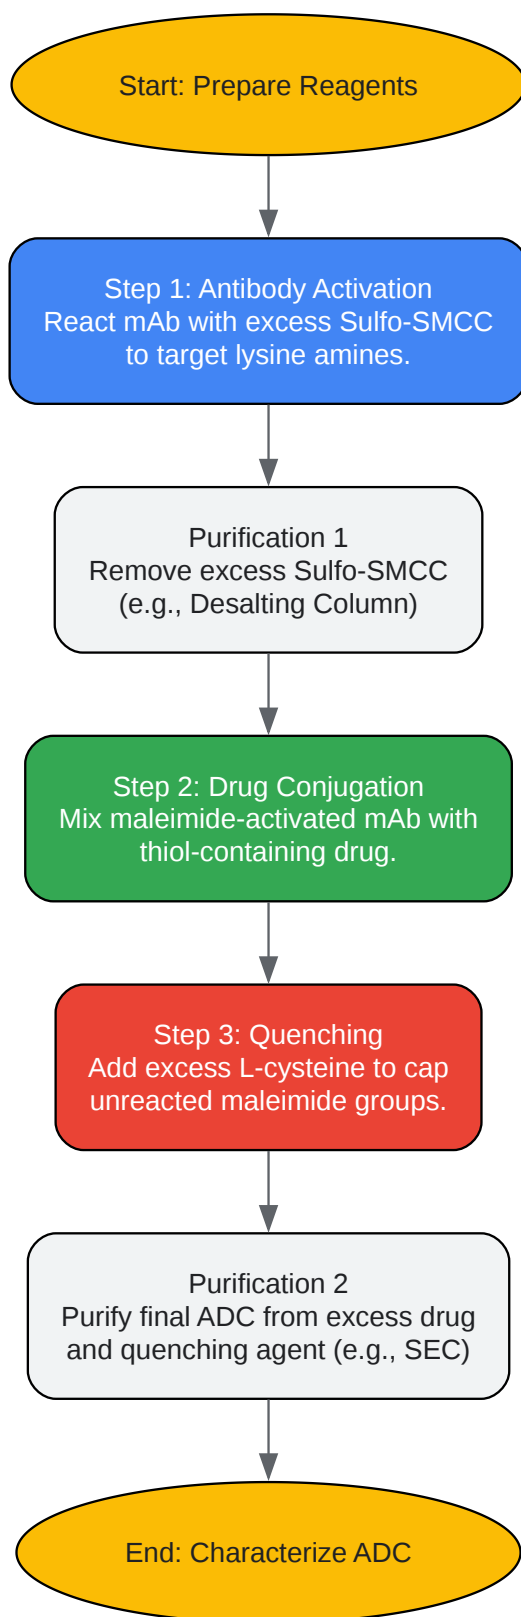 Start: Prepare Reagents
Step 1: Antibody Activation
React mAb with excess Sulfo-SMCC
to target lysine amines.
Purification 1
Remove excess Sulfo-SMCC
(e.g., Desalting Column)
Step 2: Drug Conjugation
Mix maleimide-activated mAb with
thiol-containing drug.
Step 3: Quenching
Add excess L-cysteine to cap
unreacted maleimide groups.
Purification 2
Purify final ADC from excess drug
and quenching agent (e.g., SEC)
End: Characterize ADC